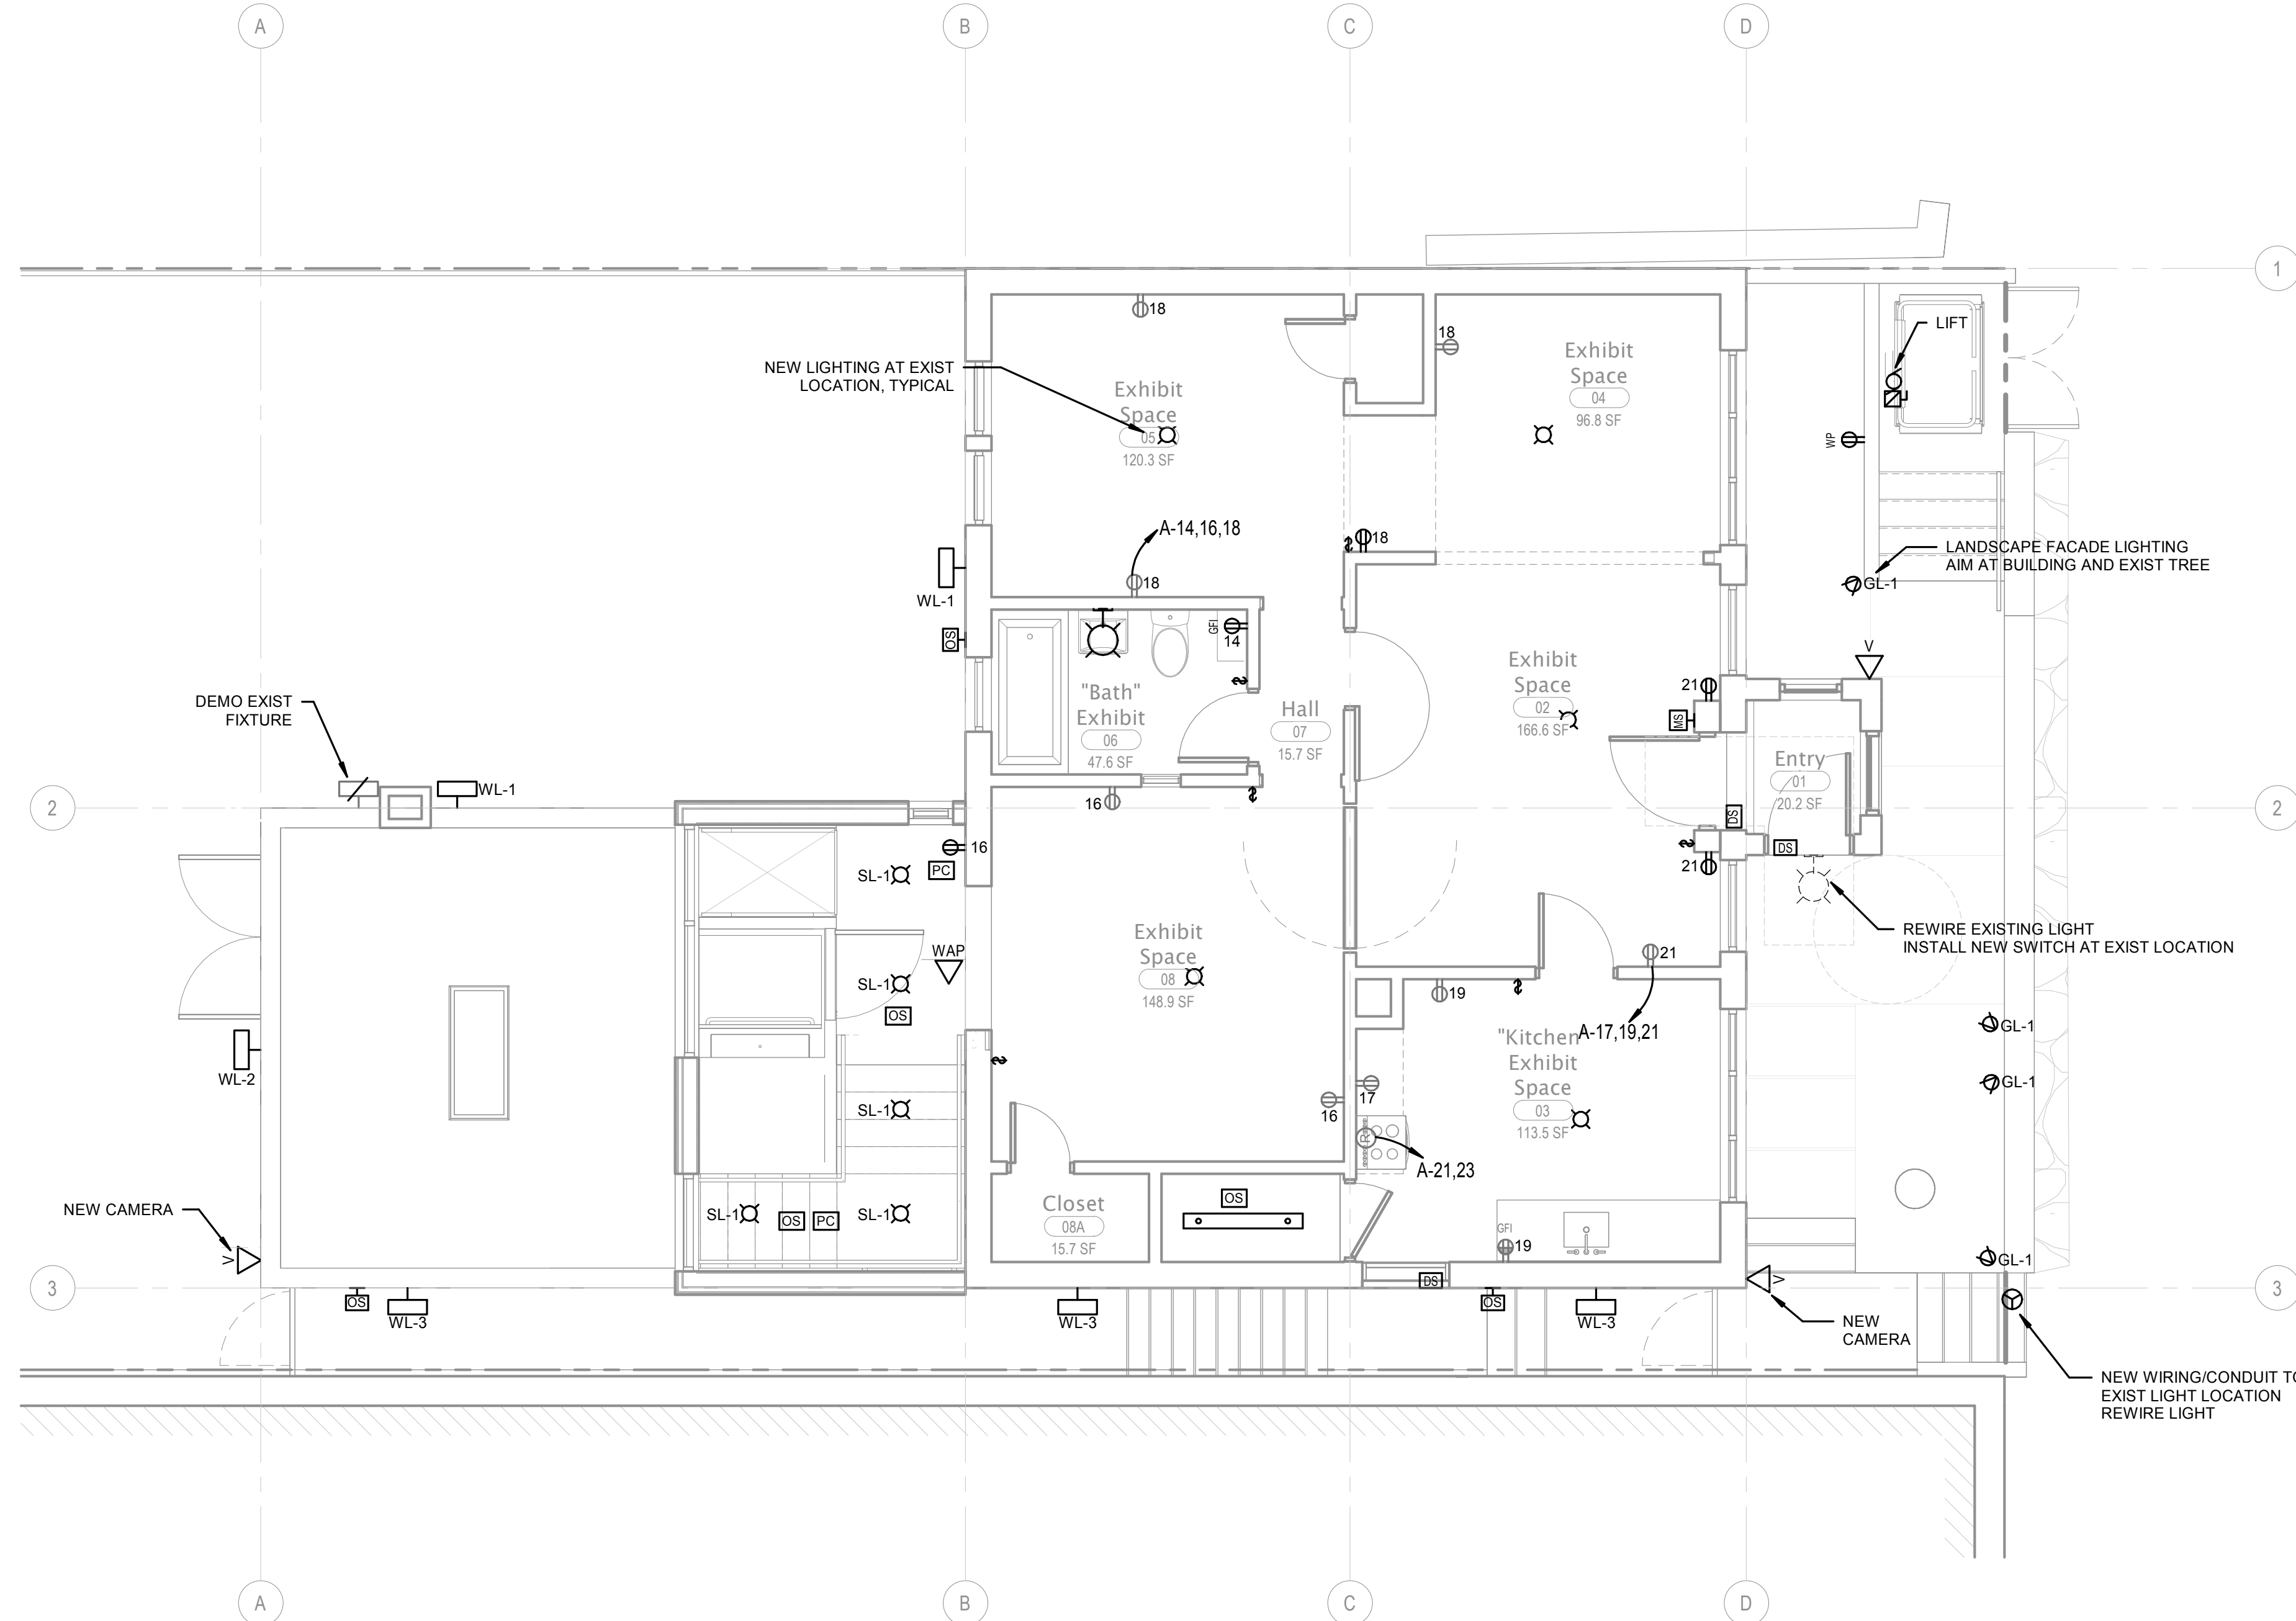 A
B
C
D
1
18
18
LIFT
NEW LIGHTING AT EXIST
LOCATION, TYPICAL
Exhibit
Space
05
120.3 SF
Exhibit
Space
04
96.8 SF
WP
A-14,16,18
18
18
LANDSCAPE FACADE LIGHTING
AIM AT BUILDING AND EXIST TREE
GL-1
WL-1
OS
GFI
14
V
"Bath"
Exhibit
06
47.6 SF
Hall
07
15.7 SF
Exhibit
Space
02
166.6 SF
21
MS
DEMO EXIST
FIXTURE
WL-1
Entry
01
20.2 SF
2
16
DS
2
16
PC
SL-1
DS
21
REWIRE EXISTING LIGHT
INSTALL NEW SWITCH AT EXIST LOCATION
WAP
SL-1
OS
Exhibit
Space
08
148.9 SF
21
19
A-17,19,21
GL-1
WL-2
"Kitchen
Exhibit
Space
03
113.5 SF
GL-1
SL-1
16
17
R
A-21,23
NEW CAMERA
V
SL-1
OS
PC
SL-1
Closet
08A
15.7 SF
OS
GFI
19
GL-1
3
OS
WL-3
WL-3
DS
OS
WL-3
V
NEW
CAMERA
3
NEW WIRING/CONDUIT TO
EXIST LIGHT LOCATION
REWIRE LIGHT
A
B
C
D